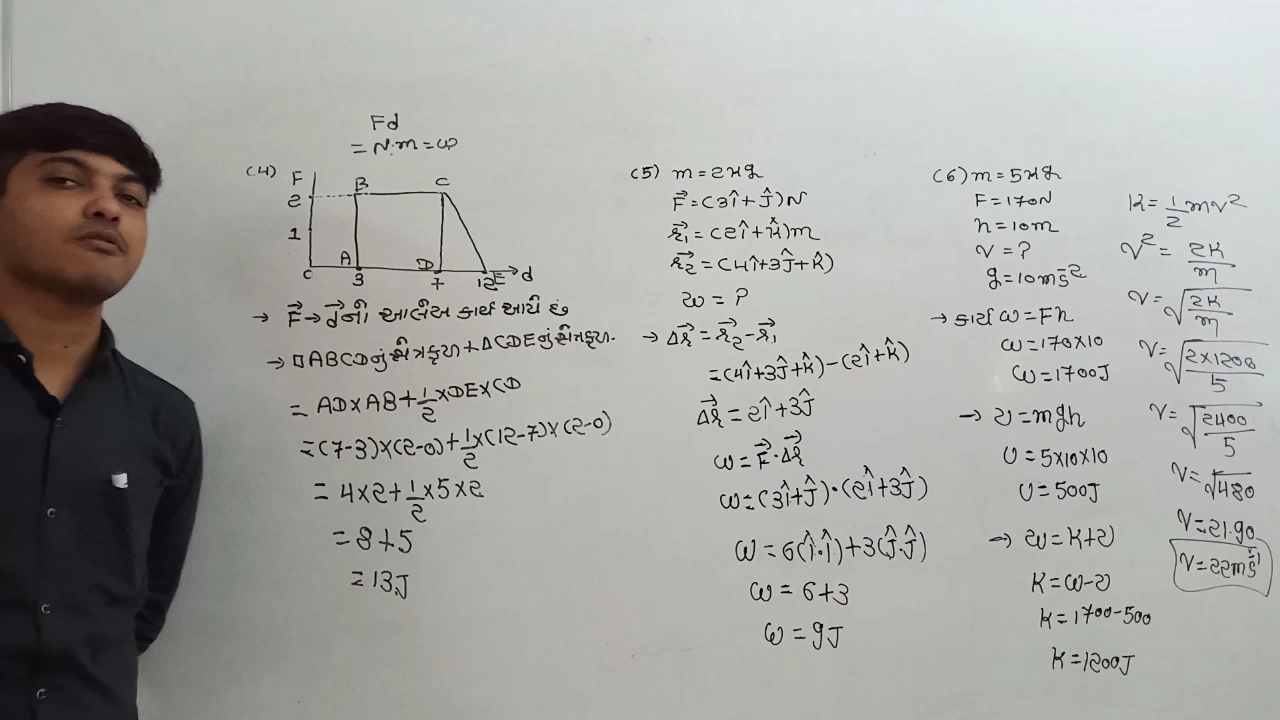 Fd
= N·m = ω
(4) F
2
1
B
C
A
D
0
3
7
12
E
d
→ F⃗ → d⃗ નો આલેખ કાર્ય આપે છે
→ □ABCD નું ક્ષેત્રફળ + ΔCDE નું ક્ષેત્રફળ.
= AD×AB+½×DE×CD
=(7-3)×(2-0)+½×(12-7)×(2-0)
= 4×2+½×5×2
=8+5
=13J
(5) m=2kg
F⃗=(3î+ĵ)N
r⃗₁=(2î+k̂)m
r⃗₂=(4î+3ĵ+k̂)
w=?
→ Δr⃗=r⃗₂-r⃗₁
=(4î+3ĵ+k̂)-(2î+k̂)
Δr⃗=2î+3ĵ
ω=F⃗·Δr⃗
ω=(3î+ĵ)·(2î+3ĵ)
ω=6(î·î)+3(ĵ·ĵ)
ω=6+3
ω=9J
(6) m=5kg
F=170N
h=10m
v=?
g=10ms⁻²
→ કાર્ય ω=Fh
ω=170×10
ω=1700J
→ U=mgh
U=5×10×10
U=500J
→ W=K+U
K=ω-U
K=1700-500
K=1200J
K=½mv²
v²=2K/m
v=√(2K/m)
v=√(2×1200/5)
v=√(2400/5)
v=√480
v=21.90
v=22ms⁻¹